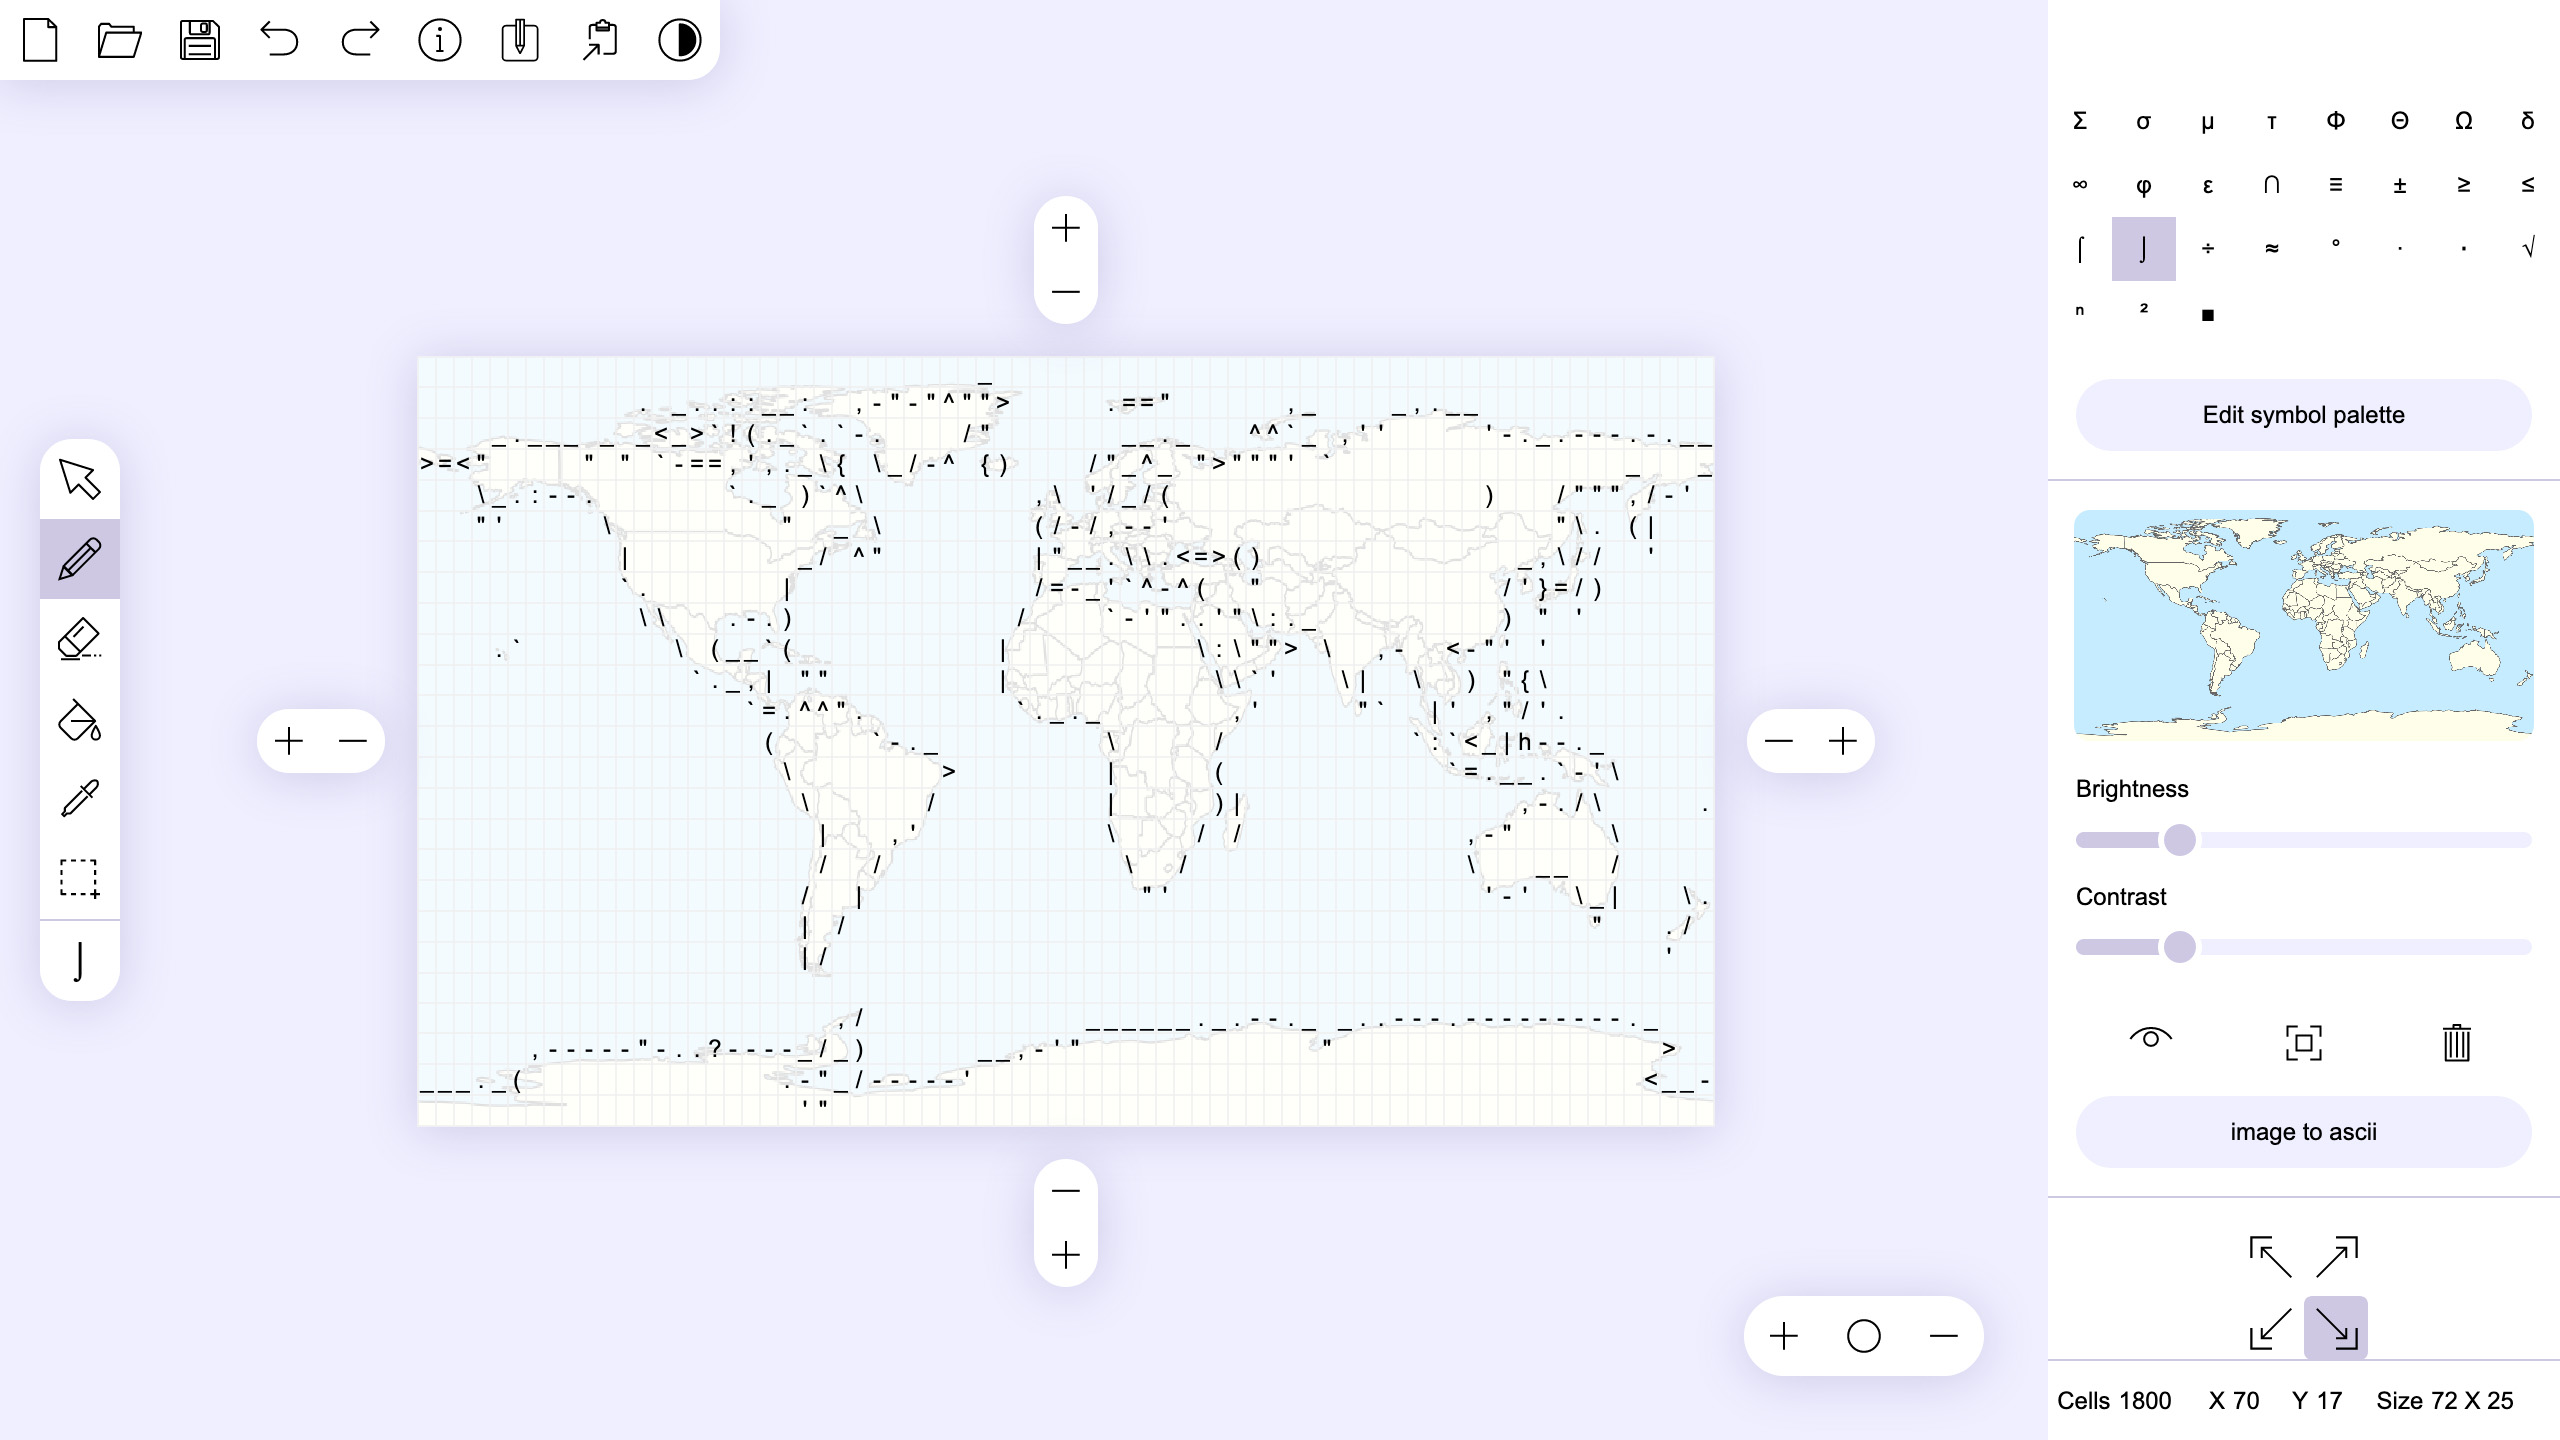 _
. _ . . : : _ _ : , - " - " ^ " " > . = = " , _ _ , . _ _
_ . _ _ _ _ _ < _ > ` ! ( . _ ` . ` - . / " _ _ . _ ^ ^ ` _ , ' ' ' - . _ . - - - . - . _ _
> = < " " " ` - = = , ' , . _ \ { \ _ / - ^ { ) / " _ ^ _ " > " " " ' ` _ _
\ _ . : - - . ` . _ ) ` ^ \ , \ ' / _ / ( ) / " " " , / - '
" ' \ " _ \ ( / - / , - - ' " \ . ( |
| _ / ^ " | " _ _ . \ \ . < = > ( ) _ , \ / / '
` . | / = - _ ' ` ^ - ^ ( " / ' } = / )
\ \ . - . ) / ` - ' " . . ' " \ : . _ ) " '
. ` \ ( _ _ ` ( | \ : \ " " > \ , - < - " ' '
` . _ , | " " | \ \ ` ' \ | \ ) " { \
` = . ^ ^ " . ` . _ . _ , ' " ` | ' , " / ' .
( ` - . _ \ / ` : ` < _ | h - - . _
\ > | ( ` = . _ _ . ` - ' \
\ / | ) | , - . / \ .
| , ' \ / / , - " \
/ / \ / \ _ _ /
/ | " ' ' - ' \ _ | \ .
| / " . /
| / '
, / _ _ _ _ _ _ . _ . - - . _ _ . . - - - . - - - - - - - - - . _
, - - - - - " - . . ? - - - - _ / _ ) _ _ , - ' " " >
_ _ _ . _ ( . - " _ / - - - - - ' < _ _ -
' "
⌡
Σ σ µ τ Φ Θ Ω δ
∞ φ ε ∩ ≡ ± ≥ ≤
⌠ ⌡ ÷ ≈ ° ∙ · √
ⁿ ² ■
Edit symbol palette
Brightness
Contrast
image to ascii
Cells 1800 X 70 Y 17 Size 72 X 25